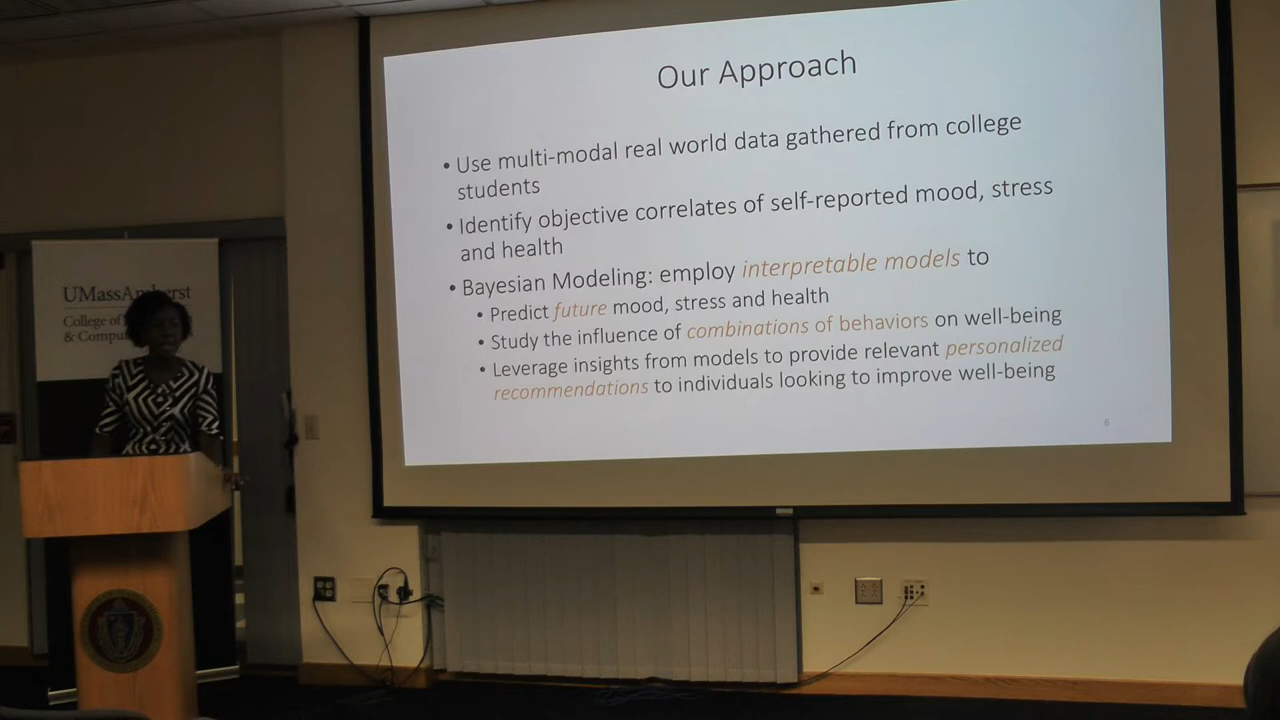 Our Approach
• Use multi-modal real world data gathered from college
students
• Identify objective correlates of self-reported mood, stress
and health
• Bayesian Modeling: employ interpretable models to
• Predict future mood, stress and health
• Study the influence of combinations of behaviors on well-being
• Leverage insights from models to provide relevant personalized
recommendations to individuals looking to improve well-being
6
UMassAmherst
College of
&